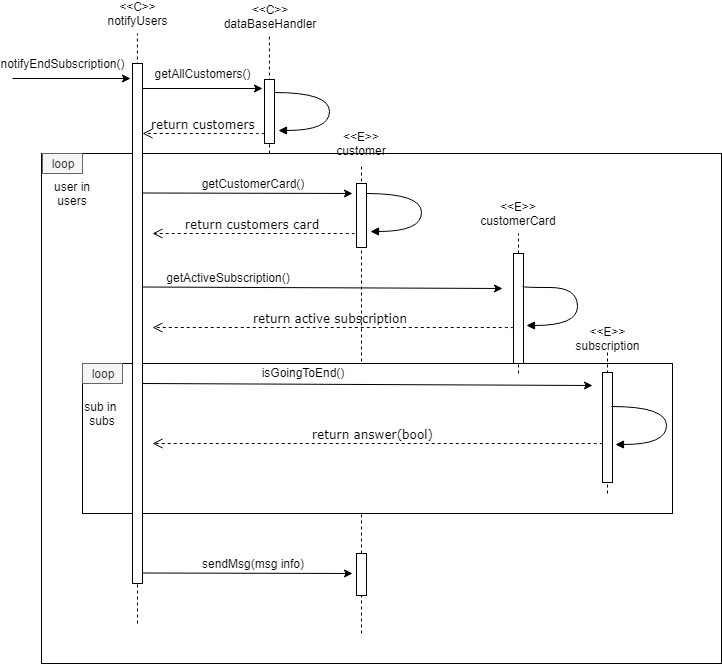 <<C>>
notifyUsers
<<C>>
dataBaseHandler
notifyEndSubscription()
getAllCustomers()
return customers
<<E>>
customer
loop
user in
users
getCustomerCard()
return customers card
<<E>>
customerCard
getActiveSubscription()
return active subscription
<<E>>
subscription
loop
isGoingToEnd()
sub in
subs
return answer(bool)
sendMsg(msg info)